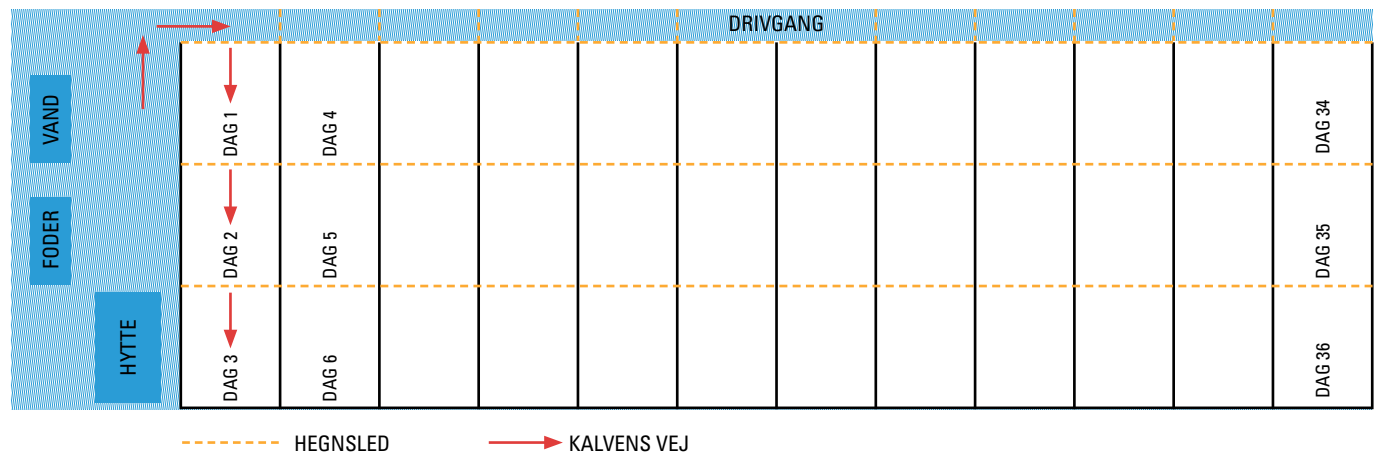 DRIVGANG
VAND
FODER
HYTTE
DAG 1
DAG 4
DAG 34
DAG 2
DAG 5
DAG 35
DAG 3
DAG 6
DAG 36
HEGNSLED
KALVENS VEJ